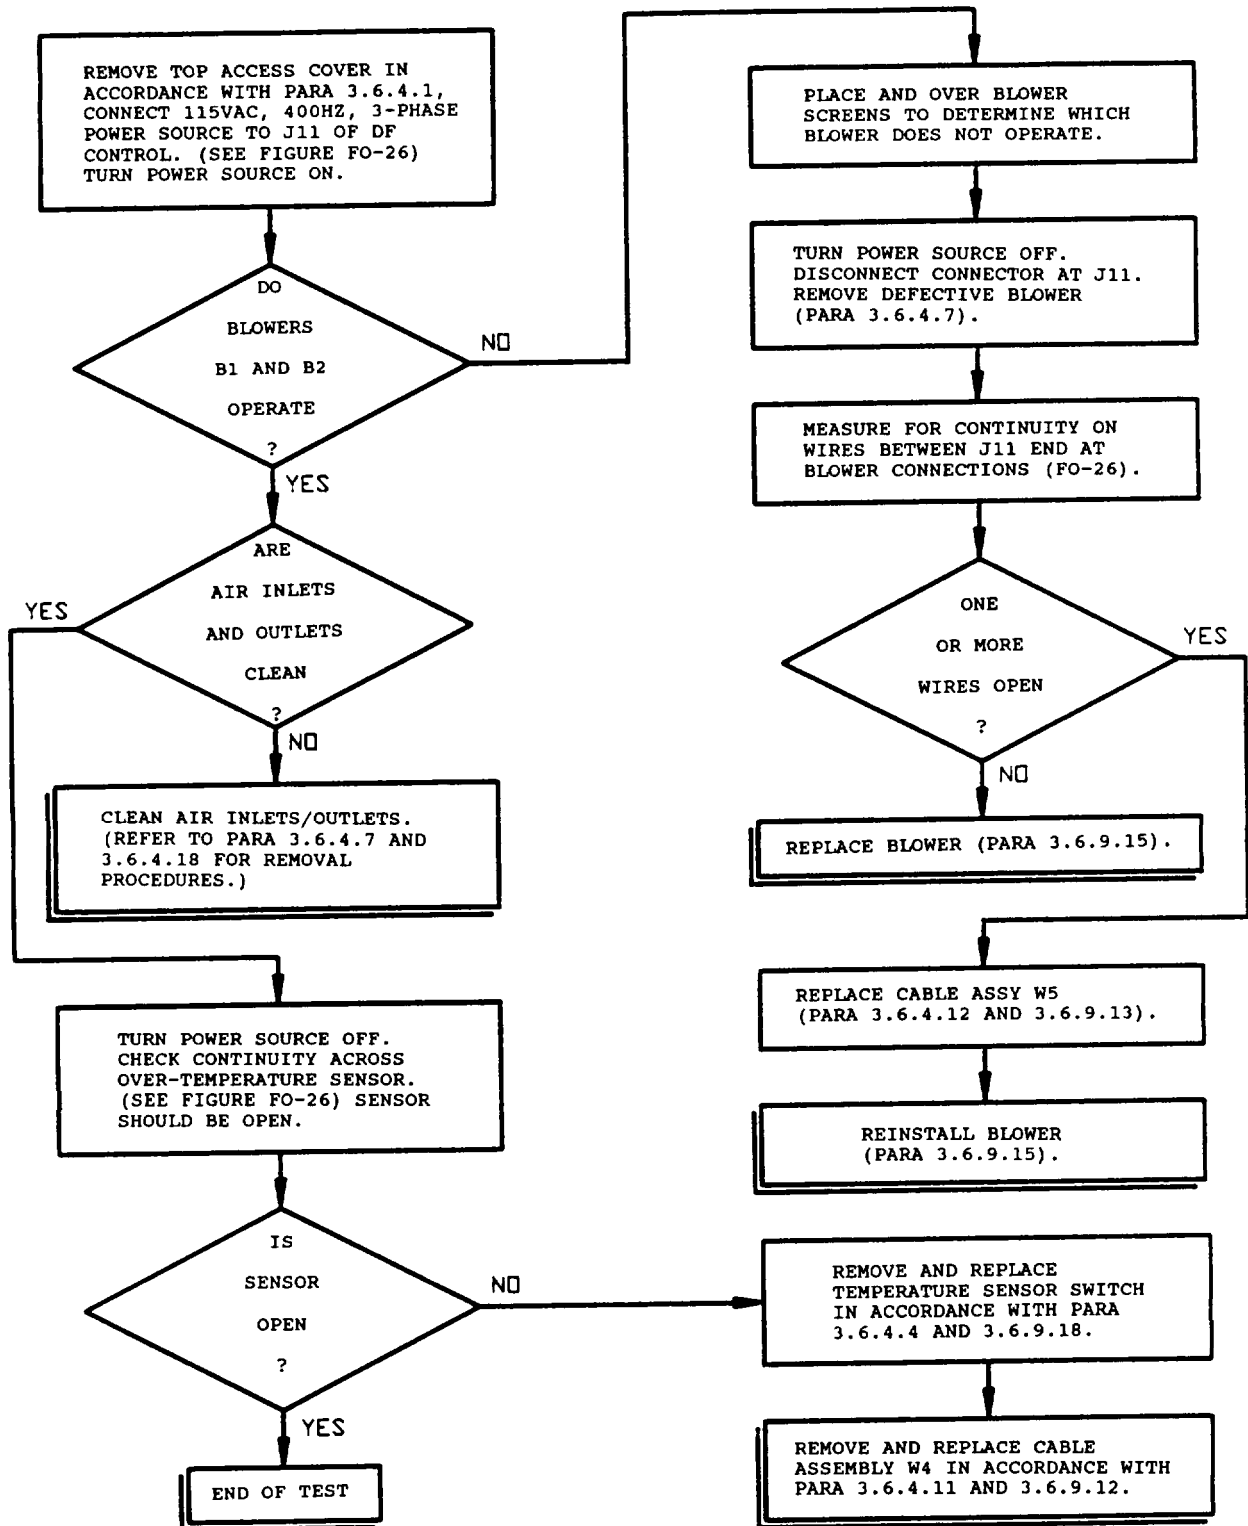 REMOVE TOP ACCESS COVER IN
ACCORDANCE WITH PARA 3.6.4.1,
CONNECT 115VAC, 400HZ, 3-PHASE
POWER SOURCE TO J11 OF DF
CONTROL. (SEE FIGURE FO-26)
TURN POWER SOURCE ON.
DO
BLOWERS
B1 AND B2
OPERATE
?
NO
YES
ARE
AIR INLETS
AND OUTLETS
CLEAN
?
YES
NO
CLEAN AIR INLETS/OUTLETS.
(REFER TO PARA 3.6.4.7 AND
3.6.4.18 FOR REMOVAL
PROCEDURES.)
TURN POWER SOURCE OFF.
CHECK CONTINUITY ACROSS
OVER-TEMPERATURE SENSOR.
(SEE FIGURE FO-26) SENSOR
SHOULD BE OPEN.
IS
SENSOR
OPEN
?
NO
YES
END OF TEST
PLACE AND OVER BLOWER
SCREENS TO DETERMINE WHICH
BLOWER DOES NOT OPERATE.
TURN POWER SOURCE OFF.
DISCONNECT CONNECTOR AT J11.
REMOVE DEFECTIVE BLOWER
(PARA 3.6.4.7).
MEASURE FOR CONTINUITY ON
WIRES BETWEEN J11 END AT
BLOWER CONNECTIONS (FO-26).
ONE
OR MORE
WIRES OPEN
?
YES
NO
REPLACE BLOWER (PARA 3.6.9.15).
REPLACE CABLE ASSY W5
(PARA 3.6.4.12 AND 3.6.9.13).
REINSTALL BLOWER
(PARA 3.6.9.15).
REMOVE AND REPLACE
TEMPERATURE SENSOR SWITCH
IN ACCORDANCE WITH PARA
3.6.4.4 AND 3.6.9.18.
REMOVE AND REPLACE CABLE
ASSEMBLY W4 IN ACCORDANCE WITH
PARA 3.6.4.11 AND 3.6.9.12.